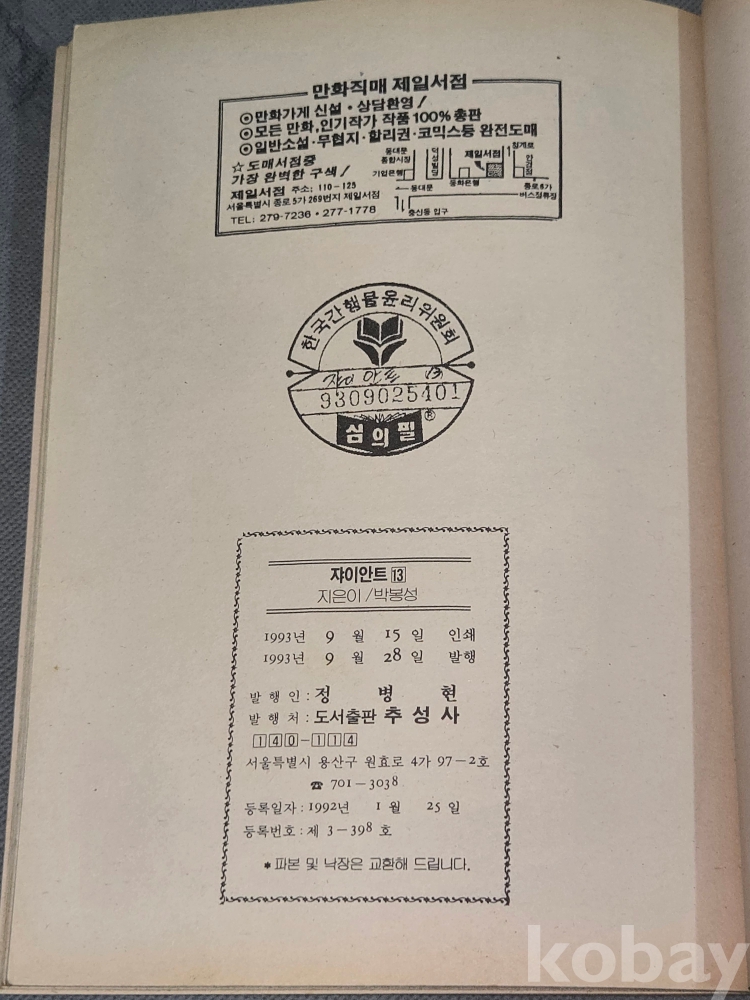 만화직매 제일서점
⊙만화가게 신설·상담환영!
⊙모든 만화,인기작가 작품 100% 총판
⊙일반소설·무협지·할리퀸·코믹스등 완전도매
☆도매서점중
가장 완벽한 구색!
제일서점 주소: 110-125
서울특별시 종로5가 269번지 제일서점
TEL: 279-7236·277-1778
동대문
종합시장
기업은행
덕성빌딩
제일서점
청계로
동화은행
동대문
종로6가
버스정류장
충신동 입구
한국간행물윤리위원회
쟈이안트 13
9309025401
심의필®
쟈이안트 13
지은이/박봉성
1993년 9 월 15 일 인쇄
1993년 9 월 28일 발행
발 행 인 : 정 병 현
발 행 처 : 도서출판 추성사
140-114
서울특별시 용산구 원효로 4가 97-2호
☎ 701-3038
등록일자 : 1992년 1 월 25 일
등록번호 : 제 3-398 호
* 파본 및 낙장은 교환해 드립니다.
kobay